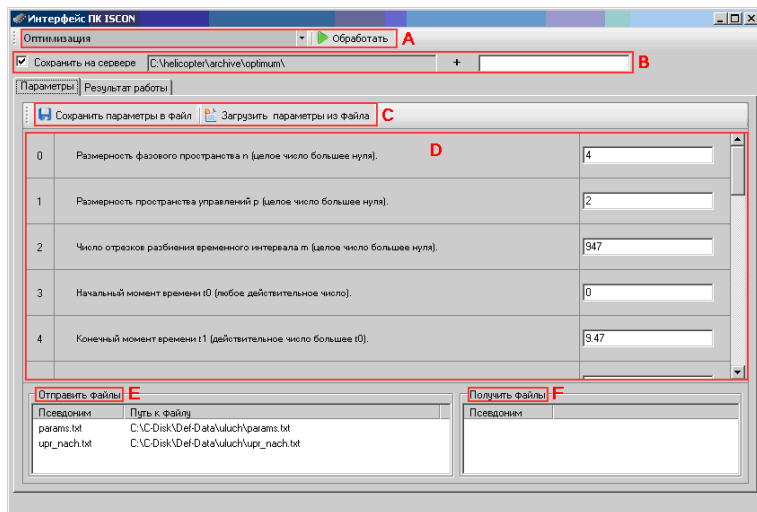 Интерфейс ПК ISCON
Оптимизация Обработать A
Сохранить на сервере C:\helicopter\archive\optimum\ + B
Параметры Результат работы
Сохранить параметры в файл Загрузить параметры из файла C
D
0 Размерность фазового пространства n (целое число большее нуля). 4
1 Размерность пространства управлений p (целое число большее нуля). 2
2 Число отрезков разбиения временного интервала m (целое число большее нуля). 947
3 Начальный момент времени t0 (любое действительное число). 0
4 Конечный момент времени t1 (действительное число большее t0). 9.47
Отправить файлы E
Псевдоним Путь к файлу
params.txt C:\C-Disk\Def-Data\uluch\params.txt
upr_nach.txt C:\C-Disk\Def-Data\uluch\upr_nach.txt
Получить файлы F
Псевдоним